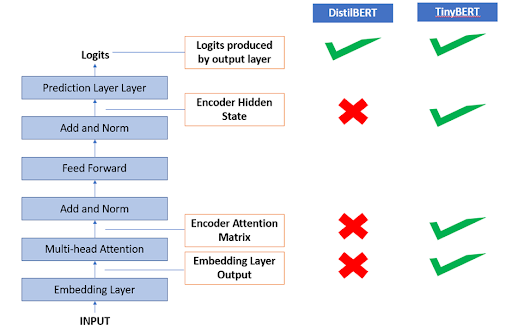 DistilBERT
TinyBERT
Logits
Logits produced
by output layer
Prediction Layer Layer
Encoder Hidden
State
Add and Norm
Feed Forward
Add and Norm
Encoder Attention
Matrix
Multi-head Attention
Embedding Layer
Output
Embedding Layer
INPUT